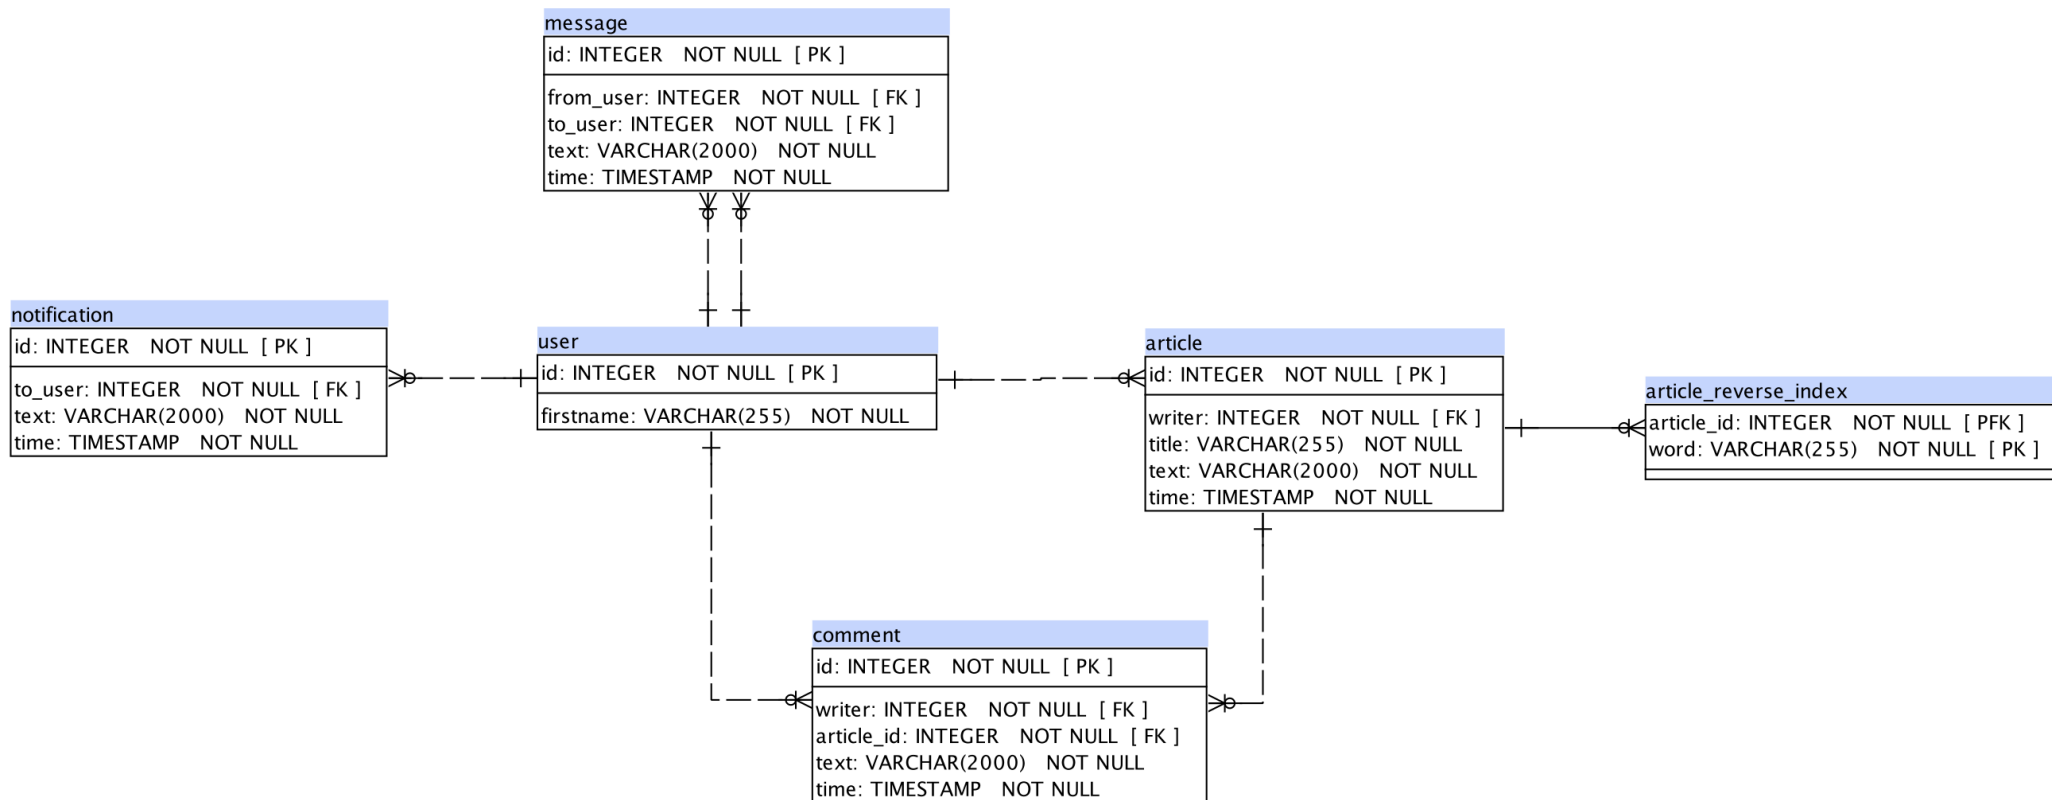 message
id: INTEGER NOT NULL [ PK ]
from_user: INTEGER NOT NULL [ FK ]
to_user: INTEGER NOT NULL [ FK ]
text: VARCHAR(2000) NOT NULL
time: TIMESTAMP NOT NULL
notification
id: INTEGER NOT NULL [ PK ]
to_user: INTEGER NOT NULL [ FK ]
text: VARCHAR(2000) NOT NULL
time: TIMESTAMP NOT NULL
user
id: INTEGER NOT NULL [ PK ]
firstname: VARCHAR(255) NOT NULL
article
id: INTEGER NOT NULL [ PK ]
writer: INTEGER NOT NULL [ FK ]
title: VARCHAR(255) NOT NULL
text: VARCHAR(2000) NOT NULL
time: TIMESTAMP NOT NULL
article_reverse_index
article_id: INTEGER NOT NULL [ PFK ]
word: VARCHAR(255) NOT NULL [ PK ]
comment
id: INTEGER NOT NULL [ PK ]
writer: INTEGER NOT NULL [ FK ]
article_id: INTEGER NOT NULL [ FK ]
text: VARCHAR(2000) NOT NULL
time: TIMESTAMP NOT NULL